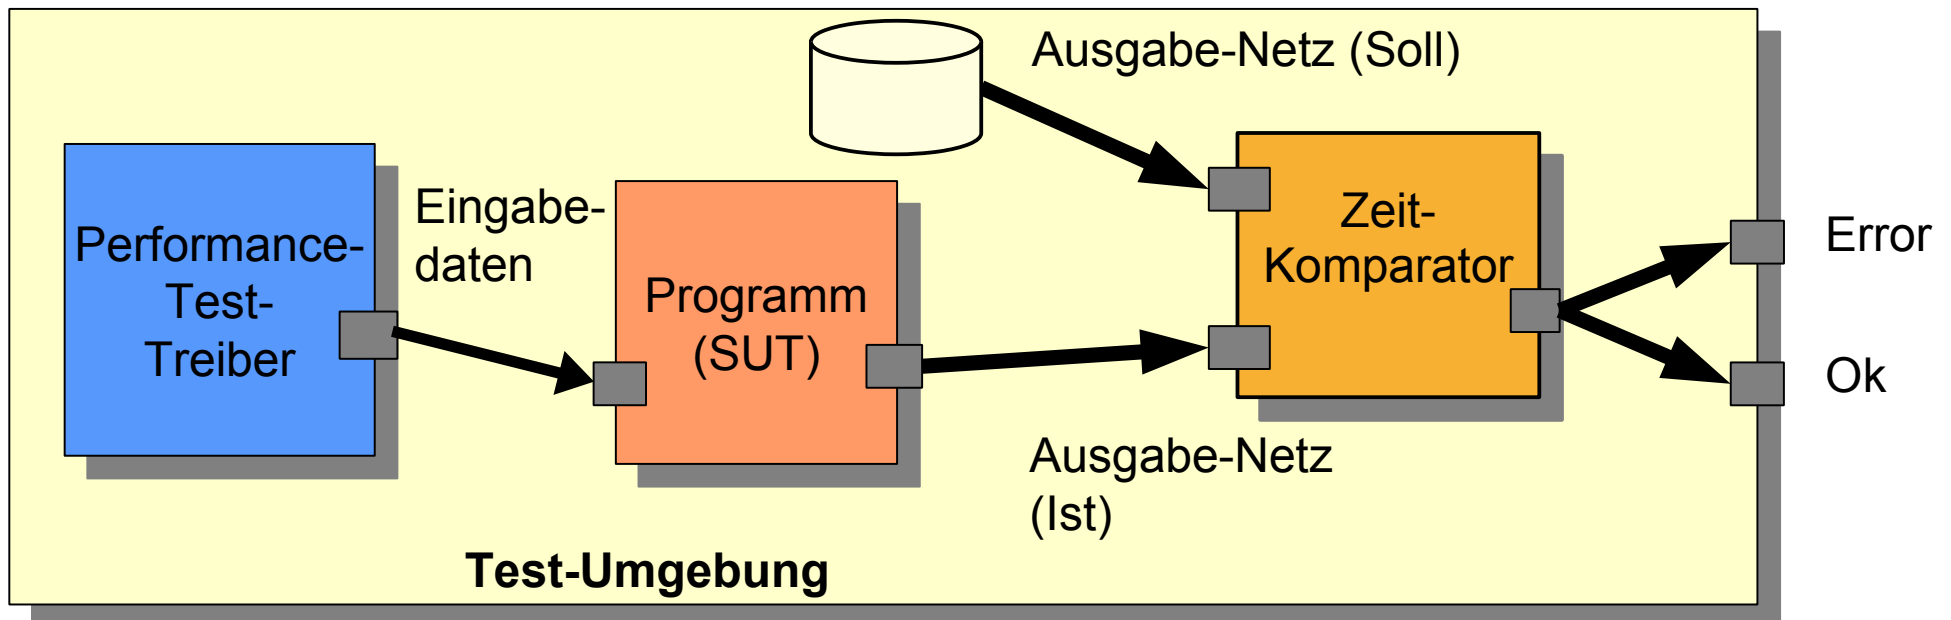 Ausgabe-Netz (Soll)
Performance-
Test-
Treiber
Eingabe-
daten
Programm
(SUT)
Zeit-
Komparator
Error
Ok
Ausgabe-Netz
(Ist)
Test-Umgebung